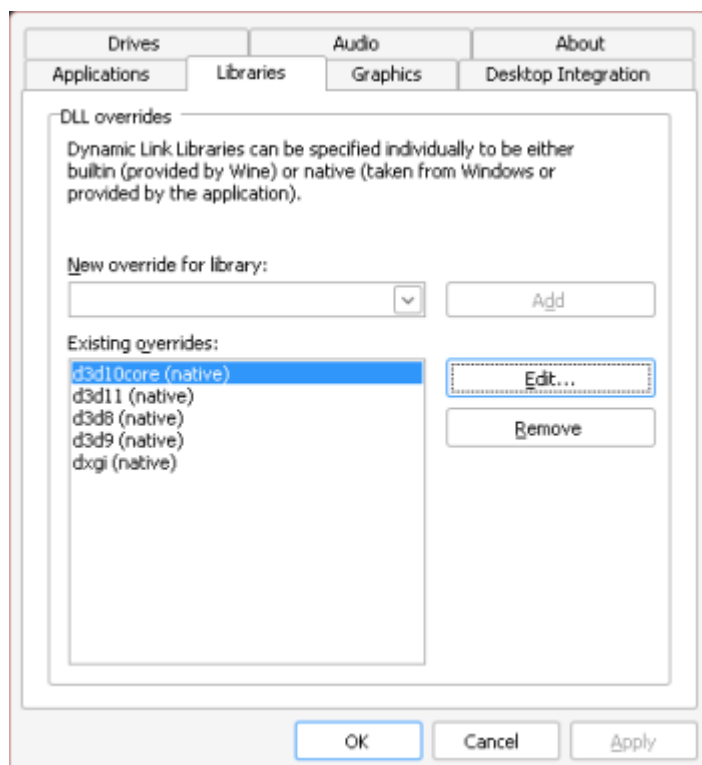 Drives Audio About
Applications Libraries Graphics Desktop Integration
DLL overrides
Dynamic Link Libraries can be specified individually to be either
builtin (provided by Wine) or native (taken from Windows or
provided by the application).
New override for library:
Add
Existing overrides:
d3d10core (native)
d3d11 (native)
d3d8 (native)
d3d9 (native)
dxgi (native)
Edit...
Remove
OK Cancel Apply